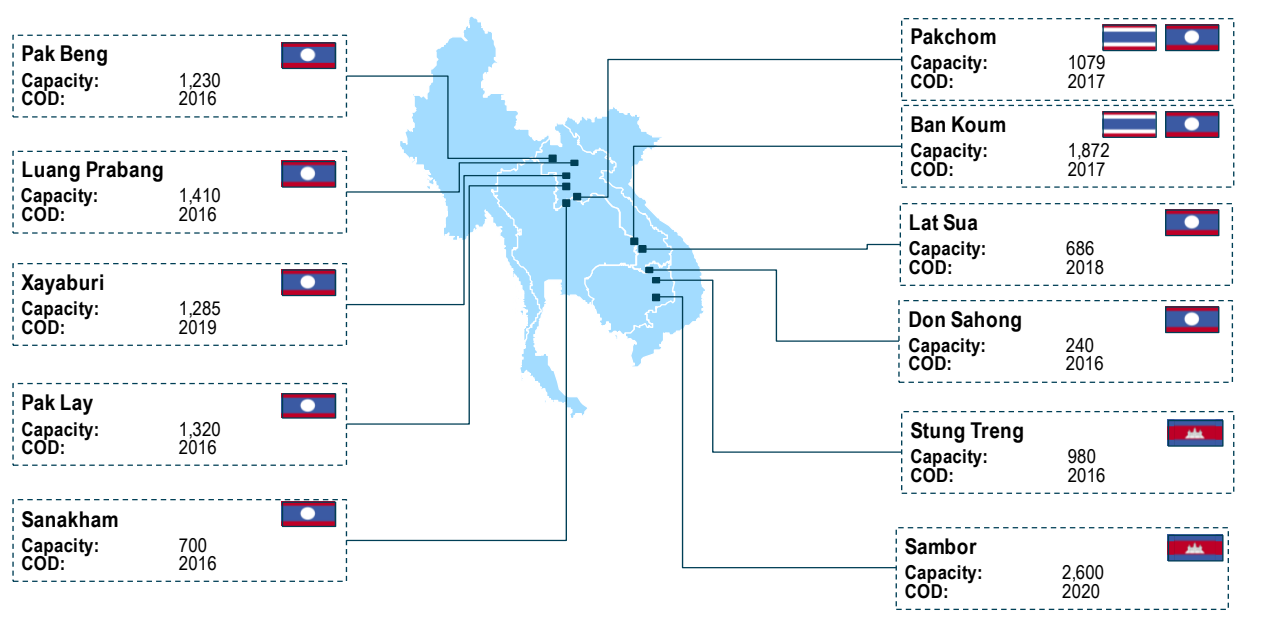 Pak Beng
Capacity: 1,230
COD: 2016
Luang Prabang
Capacity: 1,410
COD: 2016
Xayaburi
Capacity: 1,285
COD: 2019
Pak Lay
Capacity: 1,320
COD: 2016
Sanakham
Capacity: 700
COD: 2016
Pakchom
Capacity: 1079
COD: 2017
Ban Koum
Capacity: 1,872
COD: 2017
Lat Sua
Capacity: 686
COD: 2018
Don Sahong
Capacity: 240
COD: 2016
Stung Treng
Capacity: 980
COD: 2016
Sambor
Capacity: 2,600
COD: 2020